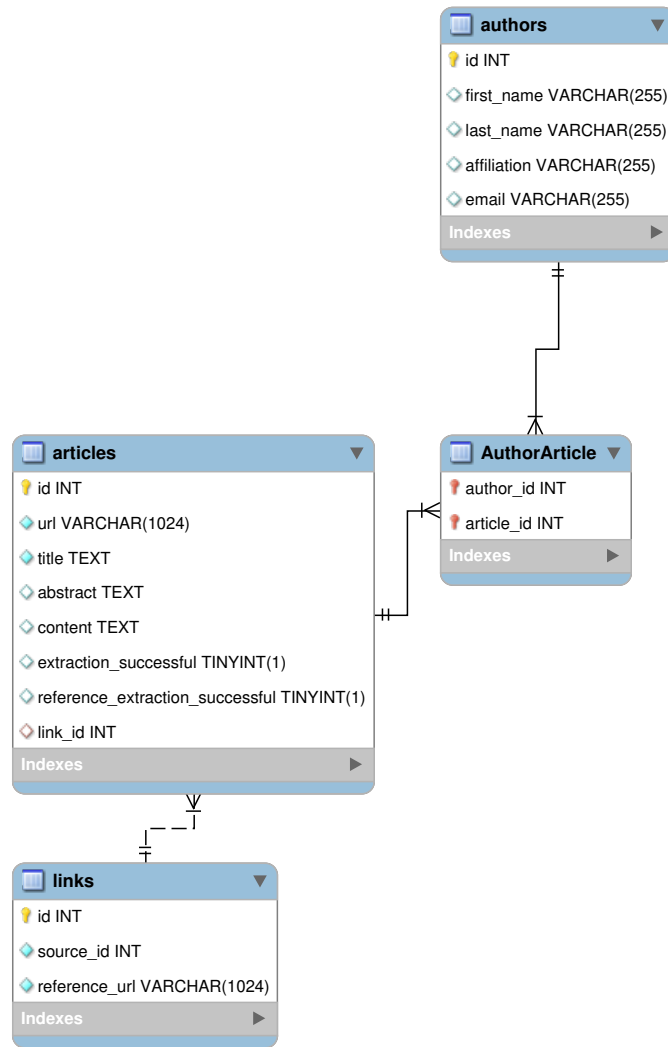 authors
id INT
first_name VARCHAR(255)
last_name VARCHAR(255)
affiliation VARCHAR(255)
email VARCHAR(255)
Indexes
articles
id INT
url VARCHAR(1024)
title TEXT
abstract TEXT
content TEXT
extraction_successful TINYINT(1)
reference_extraction_successful TINYINT(1)
link_id INT
Indexes
AuthorArticle
author_id INT
article_id INT
Indexes
links
id INT
source_id INT
reference_url VARCHAR(1024)
Indexes